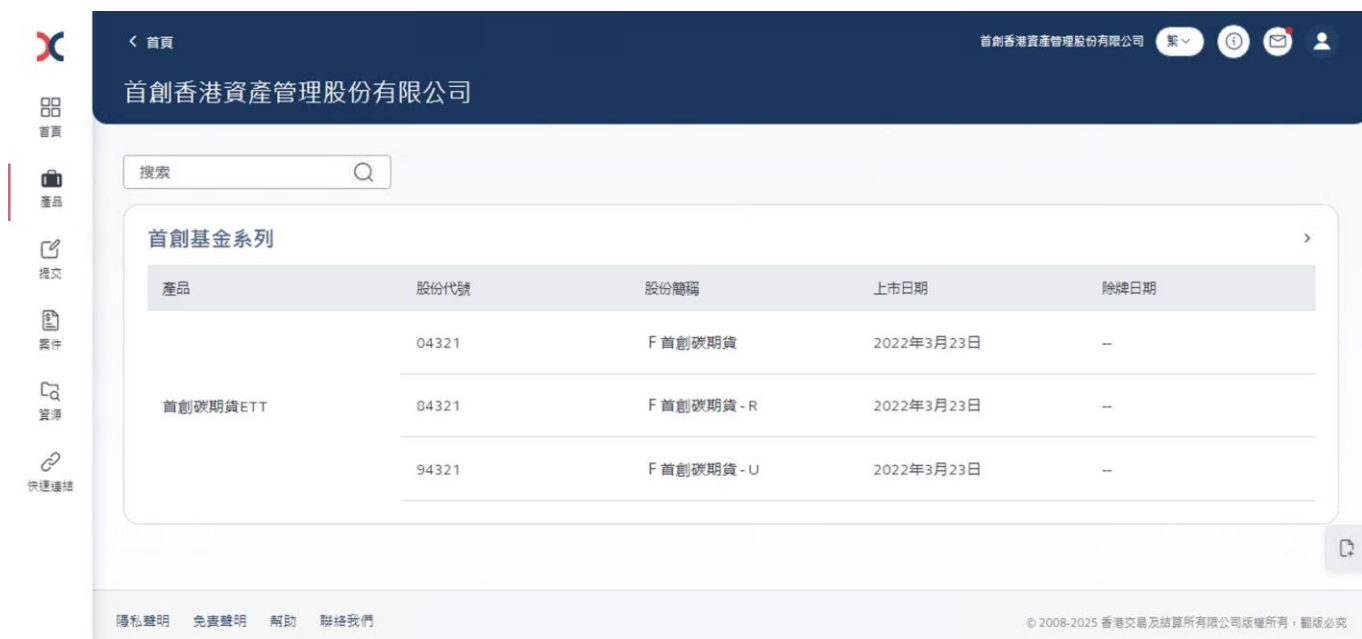 首頁
首創香港資產管理股份有限公司 繁
首創香港資產管理股份有限公司
首頁
產品
提交
案件
資源
快速連結
搜索
首創基金系列
產品 股份代號 股份簡稱 上市日期 除牌日期
04321 F 首創碳期貨 2022年3月23日 --
首創碳期貨ETT 84321 F 首創碳期貨 - R 2022年3月23日 --
94321 F 首創碳期貨 - U 2022年3月23日 --
隱私聲明 免責聲明 幫助 聯絡我們
© 2008-2025 香港交易及結算所有限公司版權所有，翻版必究